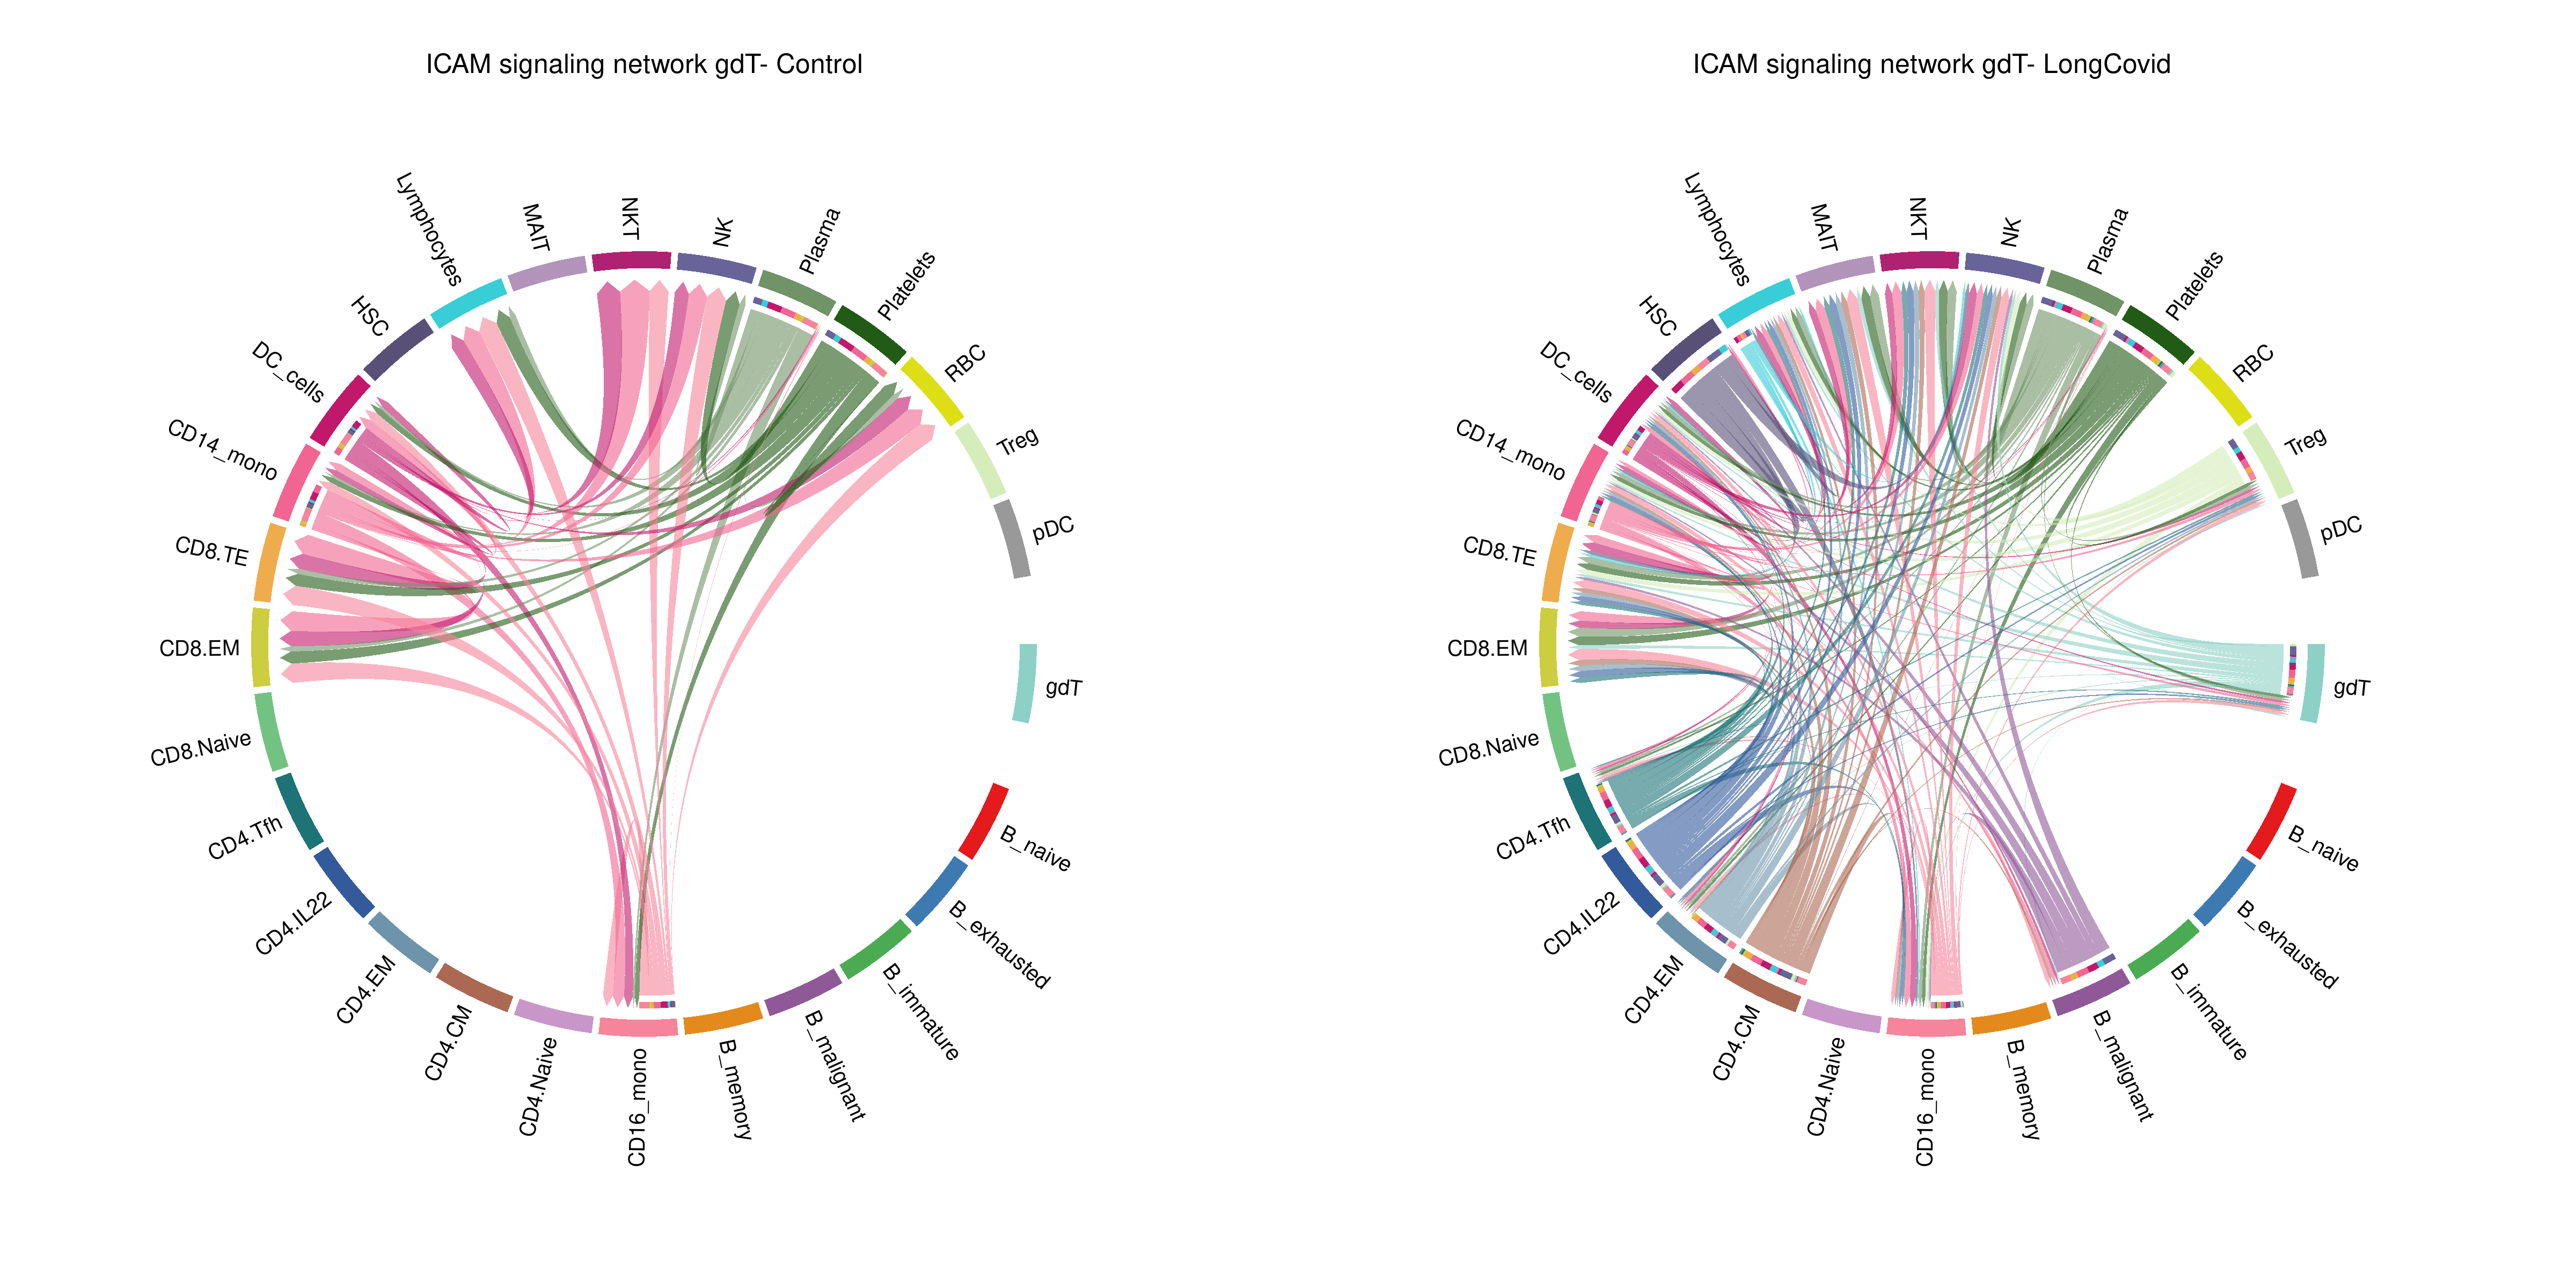 ICAM signaling network gdT- Control
Lymphocytes
MAIT
NKT
NK
Plasma
Platelets
HSC
RBC
DC_cells
Treg
CD14_mono
pDC
CD8.TE
CD8.EM
gdT
CD8.Naive
CD4.Tfh
B_naive
CD4.IL22
B_exhausted
CD4.EM
B_immature
CD4.CM
B_malignant
CD4.Naive
B_memory
CD16_mono
ICAM signaling network gdT- LongCovid
Lymphocytes
MAIT
NKT
NK
Plasma
Platelets
HSC
RBC
DC_cells
Treg
CD14_mono
pDC
CD8.TE
CD8.EM
gdT
CD8.Naive
CD4.Tfh
B_naive
CD4.IL22
B_exhausted
CD4.EM
B_immature
CD4.CM
B_malignant
CD4.Naive
B_memory
CD16_mono